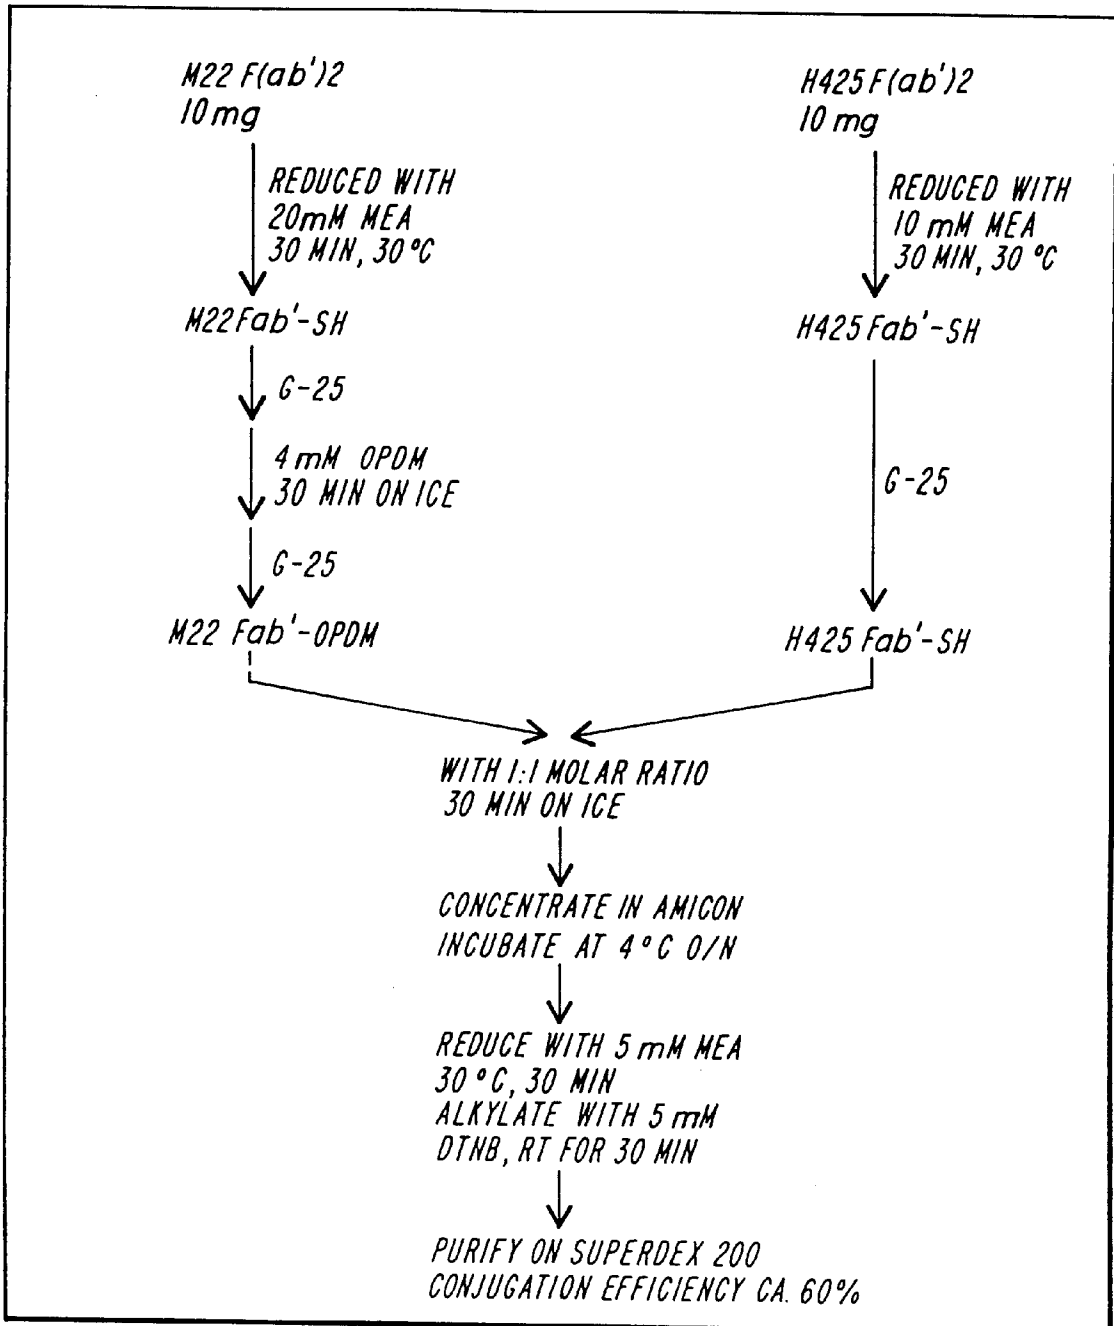 M22 F(ab')2
10 mg
REDUCED WITH
20mM MEA
30 MIN, 30°C
M22 Fab'-SH
G-25
4 mM OPDM
30 MIN ON ICE
G-25
M22 Fab'-OPDM
H425 F(ab')2
10 mg
REDUCED WITH
10 mM MEA
30 MIN, 30°C
H425 Fab'-SH
G-25
H425 Fab'-SH
WITH 1:1 MOLAR RATIO
30 MIN ON ICE
CONCENTRATE IN AMICON
INCUBATE AT 4°C O/N
REDUCE WITH 5 mM MEA
30°C, 30 MIN
ALKYLATE WITH 5 mM
DTNB, RT FOR 30 MIN
PURIFY ON SUPERDEX 200
CONJUGATION EFFICIENCY CA. 60%